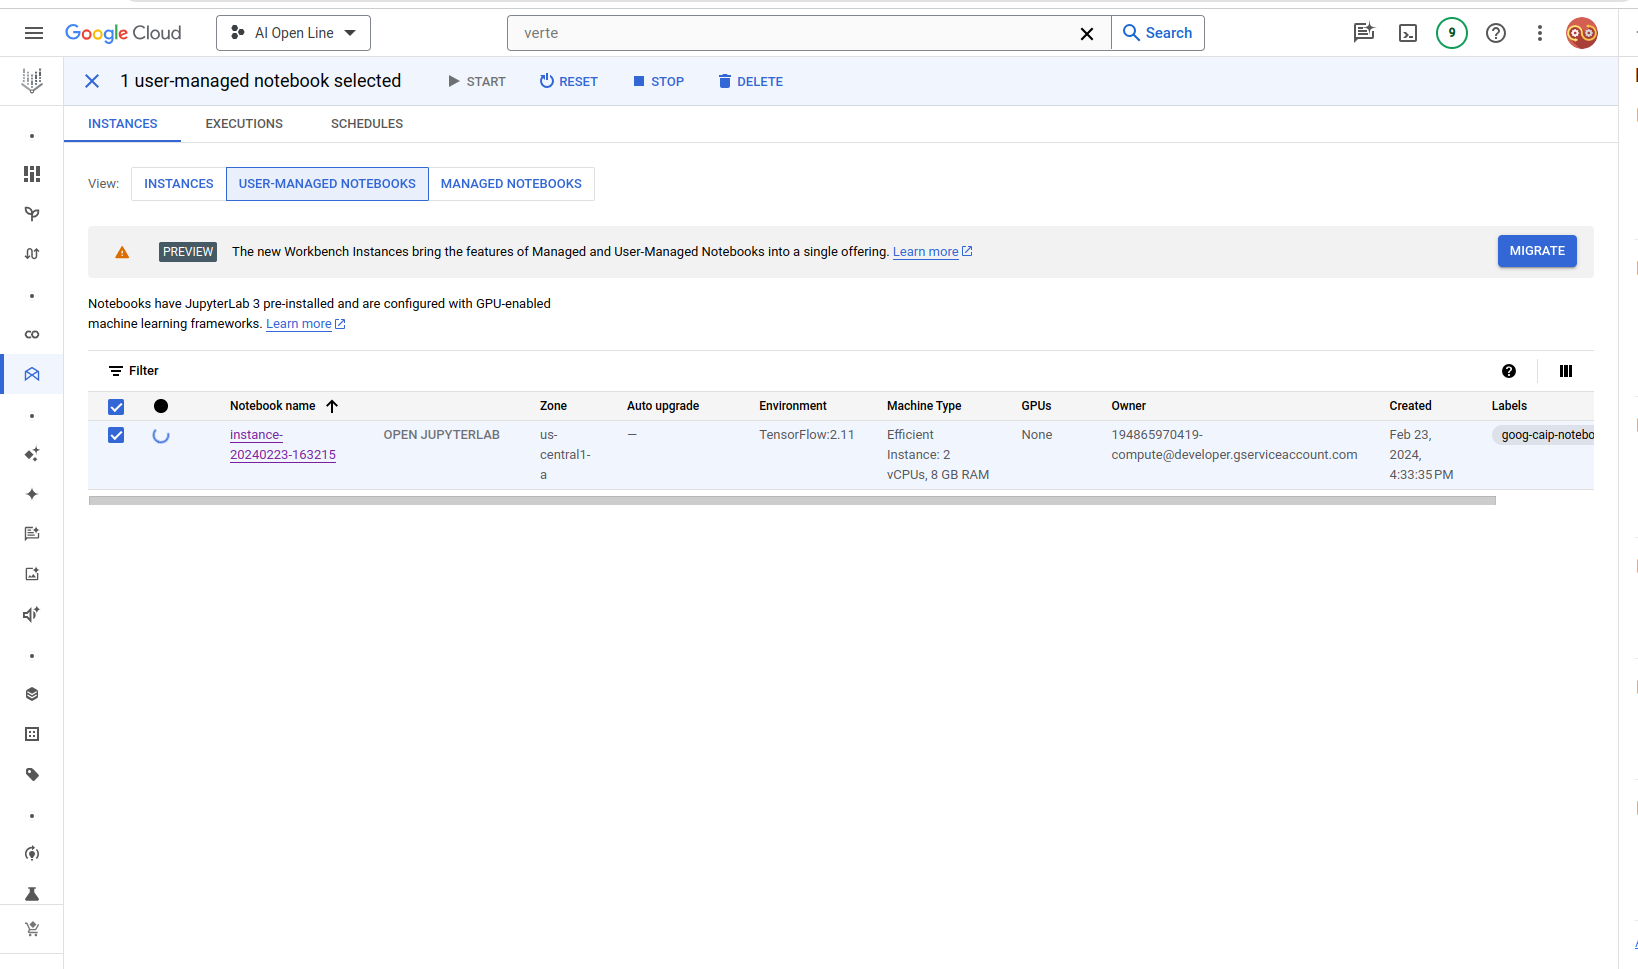 Google Cloud
AI Open Line
verte
Search
9
1 user-managed notebook selected
START
RESET
STOP
DELETE
INSTANCES
EXECUTIONS
SCHEDULES
View:
INSTANCES
USER-MANAGED NOTEBOOKS
MANAGED NOTEBOOKS
PREVIEW
The new Workbench Instances bring the features of Managed and User-Managed Notebooks into a single offering. Learn more
MIGRATE
Notebooks have JupyterLab 3 pre-installed and are configured with GPU-enabled
machine learning frameworks. Learn more
Filter
Notebook name
Zone
Auto upgrade
Environment
Machine Type
GPUs
Owner
Created
Labels
instance-
20240223-163215
OPEN JUPYTERLAB
us-
central1-
a
—
TensorFlow:2.11
Efficient
Instance: 2
vCPUs, 8 GB RAM
None
194865970419-
compute@developer.gserviceaccount.com
Feb 23,
2024,
4:33:35 PM
goog-caip-notebo